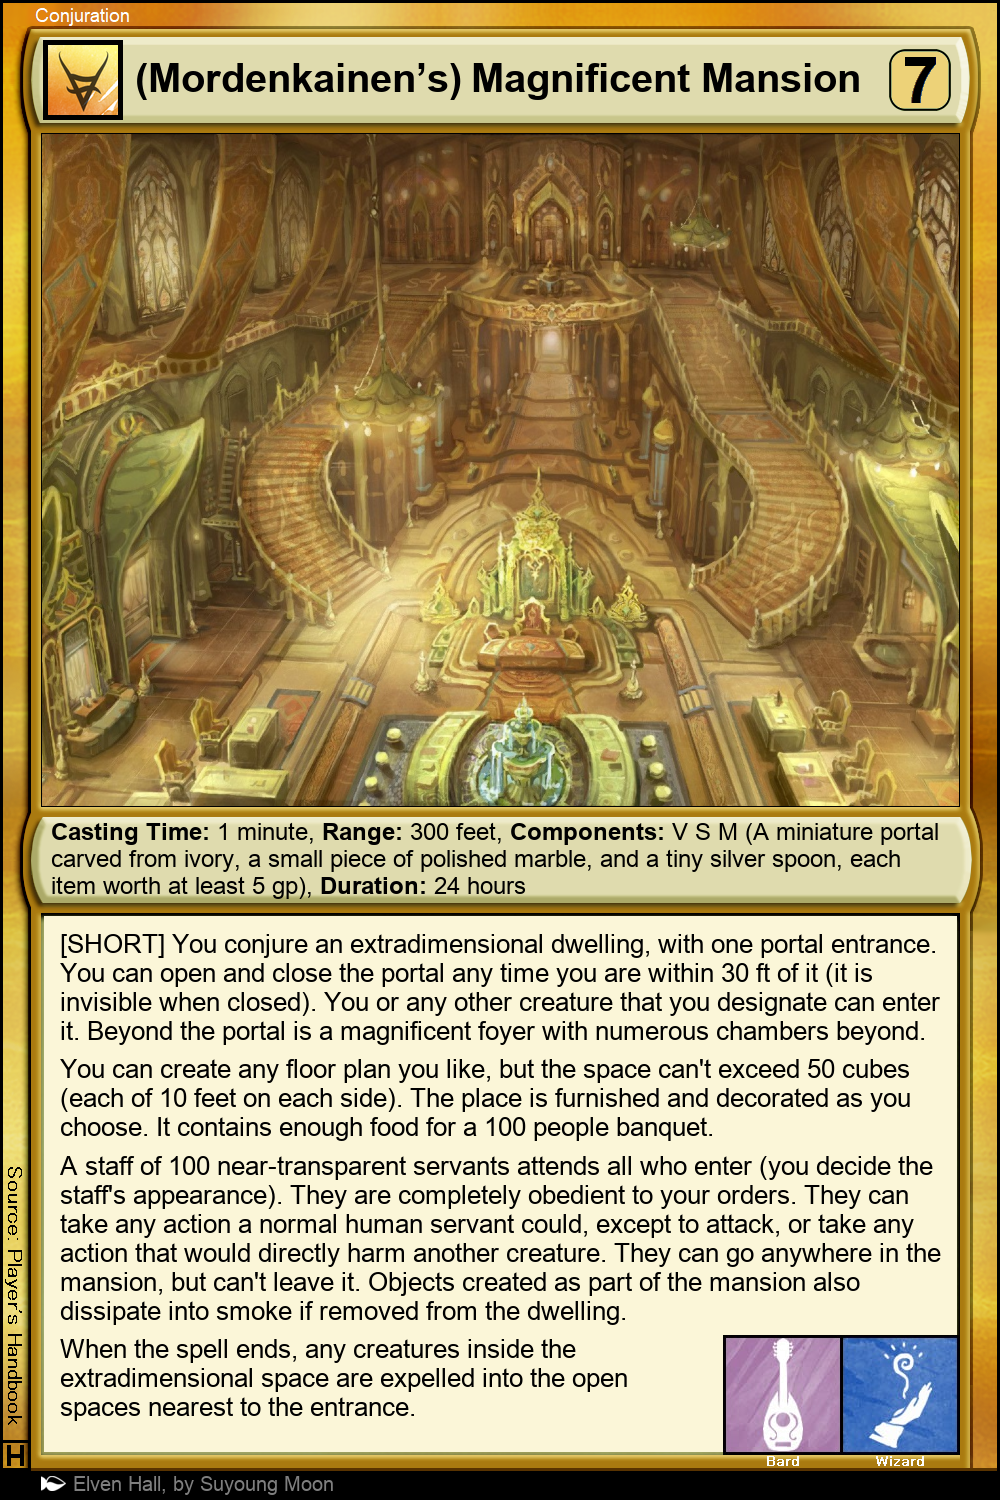 Conjuration
(Mordenkainen’s) Magnificent Mansion
7
Casting Time: 1 minute, Range: 300 feet, Components: V S M (A miniature portal
carved from ivory, a small piece of polished marble, and a tiny silver spoon, each
item worth at least 5 gp), Duration: 24 hours
[SHORT] You conjure an extradimensional dwelling, with one portal entrance.
You can open and close the portal any time you are within 30 ft of it (it is
invisible when closed). You or any other creature that you designate can enter
it. Beyond the portal is a magnificent foyer with numerous chambers beyond.
You can create any floor plan you like, but the space can't exceed 50 cubes
(each of 10 feet on each side). The place is furnished and decorated as you
choose. It contains enough food for a 100 people banquet.
A staff of 100 near-transparent servants attends all who enter (you decide the
staff's appearance). They are completely obedient to your orders. They can
take any action a normal human servant could, except to attack, or take any
action that would directly harm another creature. They can go anywhere in the
mansion, but can't leave it. Objects created as part of the mansion also
dissipate into smoke if removed from the dwelling.
When the spell ends, any creatures inside the
extradimensional space are expelled into the open
spaces nearest to the entrance.
Bard
Wizard
Source: Player's Handbook
H
Elven Hall, by Suyoung Moon